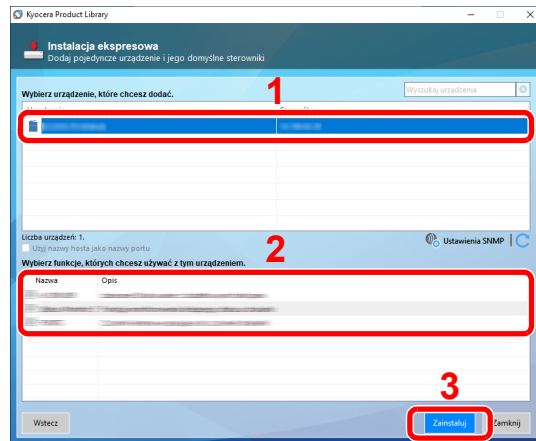 Kyocera Product Library
Instalacja ekspresowa
Dodaj pojedyncze urządzenie i jego domyślne sterowniki
1
Wybierz urządzenie, które chcesz dodać.
Wyszukaj urządzenia
Liczba urządzeń: 1.
Użyj nazwy hosta jako nazwy portu
Ustawienia SNMP
2
Wybierz funkcje, których chcesz używać z tym urządzeniem.
Nazwa Opis
3
Wstecz Zainstaluj Zamknij